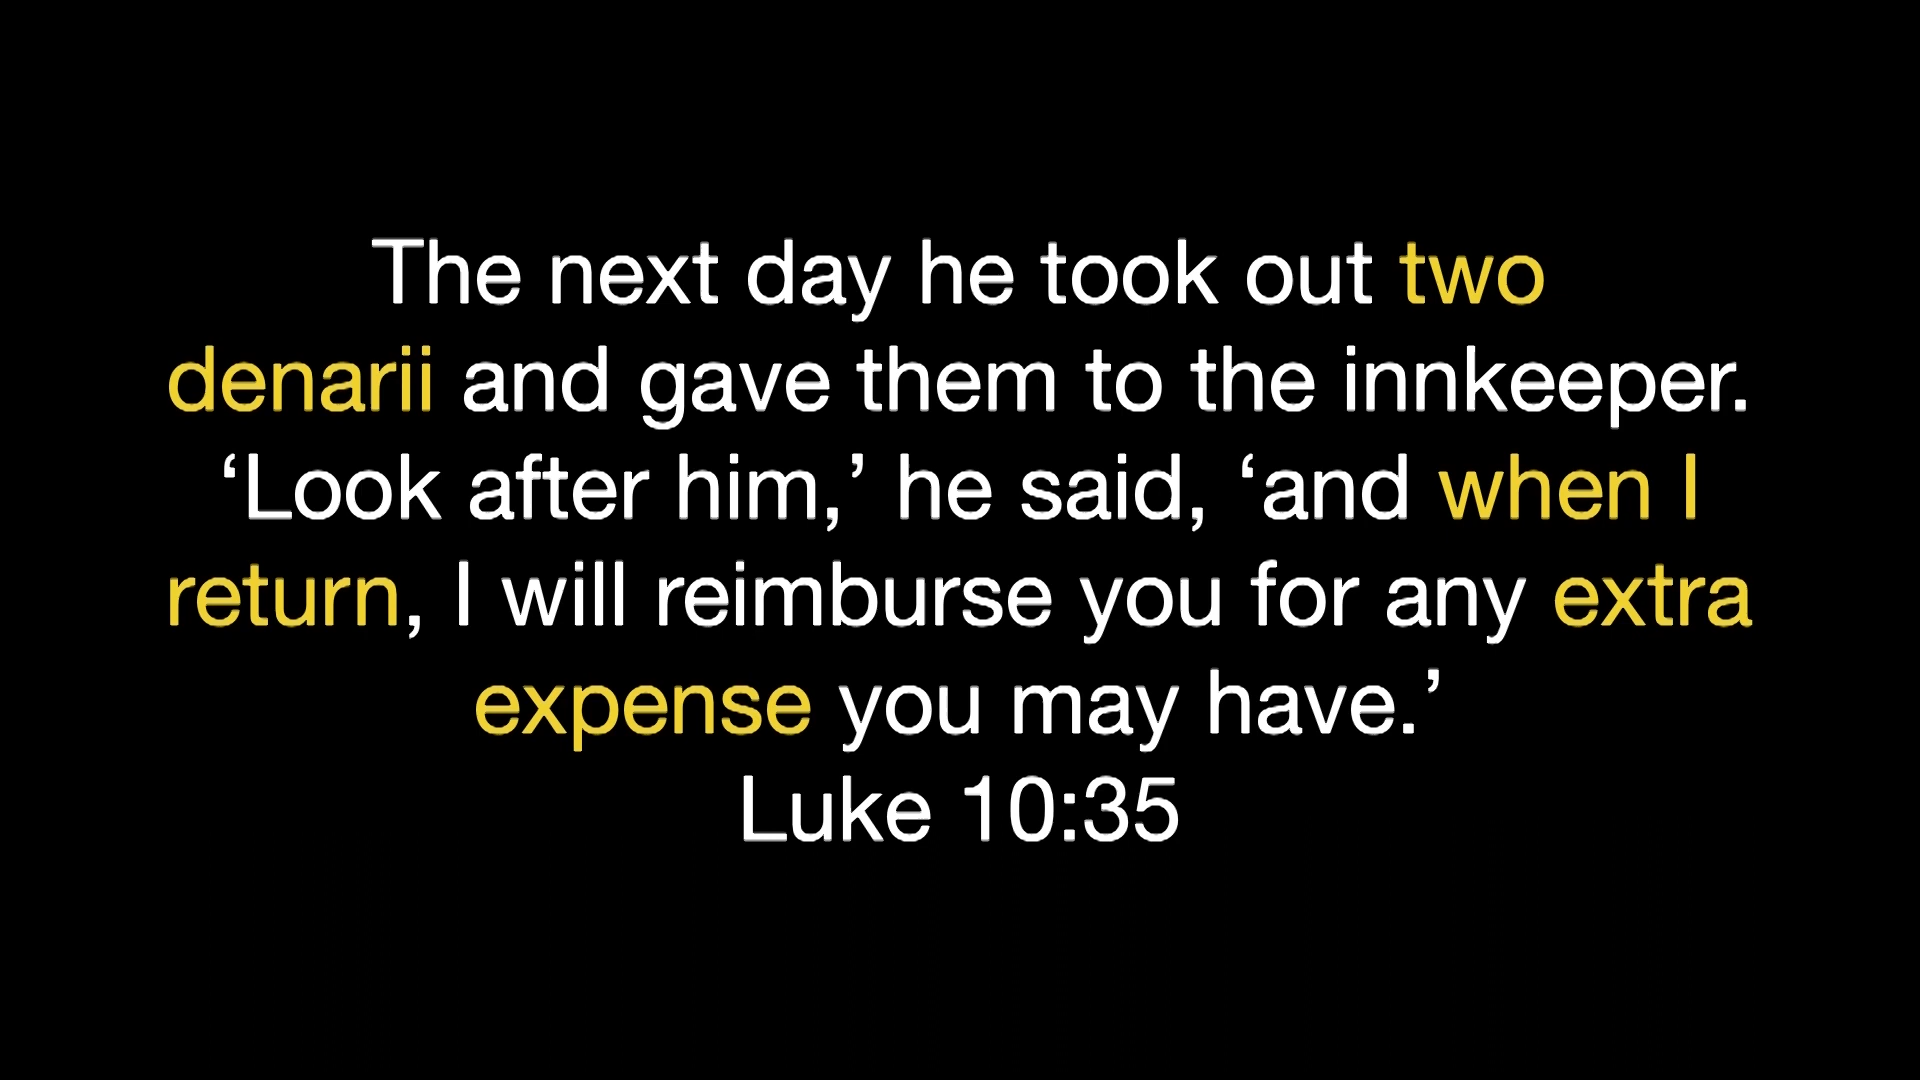 The next day he took out two
denarii and gave them to the innkeeper.
‘Look after him,’ he said, ‘and when I
return, I will reimburse you for any extra
expense you may have.’
Luke 10:35